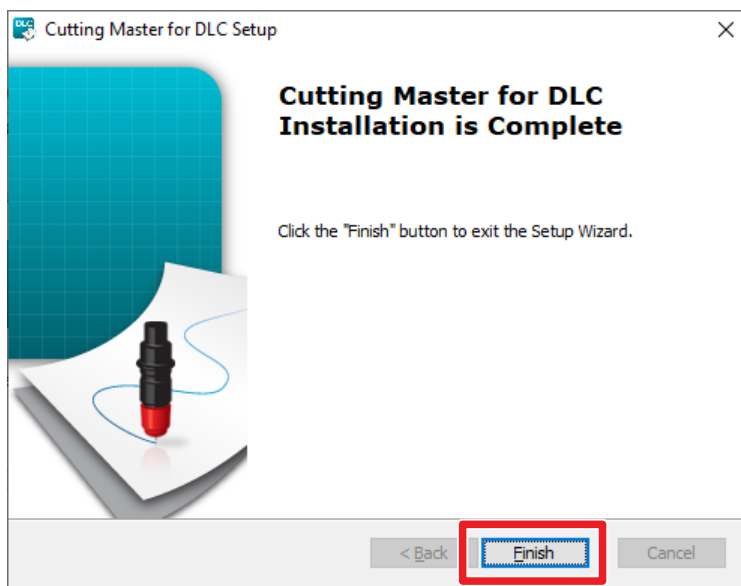 Cutting Master for DLC Setup
Cutting Master for DLC
Installation is Complete
Click the "Finish" button to exit the Setup Wizard.
< Back
Finish
Cancel